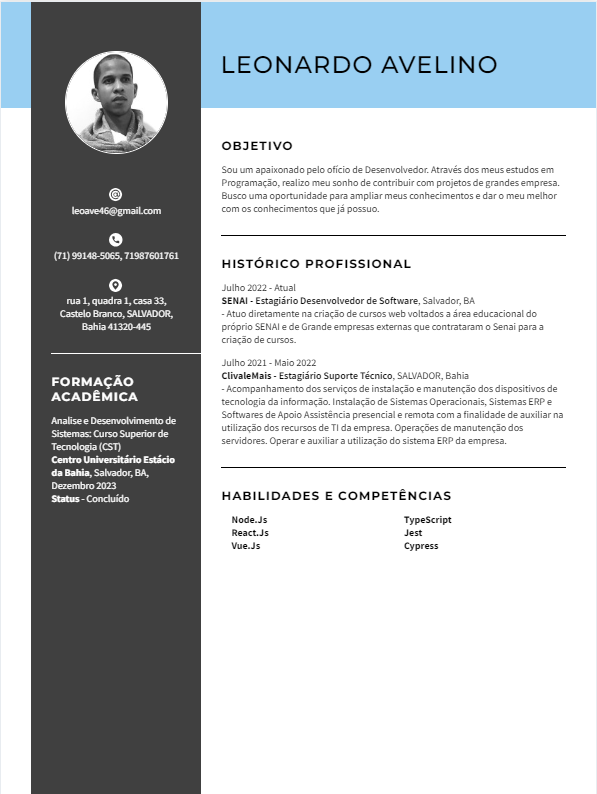 LEONARDO AVELINO
leoave46@gmail.com
(71) 99148-5065, 71987601761
rua 1, quadra 1, casa 33,
Castelo Branco, SALVADOR,
Bahia 41320-445
FORMAÇÃO
ACADÊMICA
Analise e Desenvolvimento de
Sistemas: Curso Superior de
Tecnologia (CST)
Centro Universitário Estácio
da Bahia, Salvador, BA,
Dezembro 2023
Status - Concluído
OBJETIVO
Sou um apaixonado pelo ofício de Desenvolvedor. Através dos meus estudos em
Programação, realizo meu sonho de contribuir com projetos de grandes empresa.
Busco uma oportunidade para ampliar meus conhecimentos e dar o meu melhor
com os conhecimentos que já possuo.
HISTÓRICO PROFISSIONAL
Julho 2022 - Atual
SENAI - Estagiário Desenvolvedor de Software, Salvador, BA
- Atuo diretamente na criação de cursos web voltados a área educacional do
próprio SENAI e de Grande empresas externas que contrataram o Senai para a
criação de cursos.
Julho 2021 - Maio 2022
ClivaleMais - Estagiário Suporte Técnico, SALVADOR, Bahia
- Acompanhamento dos serviços de instalação e manutenção dos dispositivos de
tecnologia da informação. Instalação de Sistemas Operacionais, Sistemas ERP e
Softwares de Apoio Assistência presencial e remota com a finalidade de auxiliar na
utilização dos recursos de TI da empresa. Operações de manutenção dos
servidores. Operar e auxiliar a utilização do sistema ERP da empresa.
HABILIDADES E COMPETÊNCIAS
Node.Js
React.Js
Vue.Js
TypeScript
Jest
Cypress